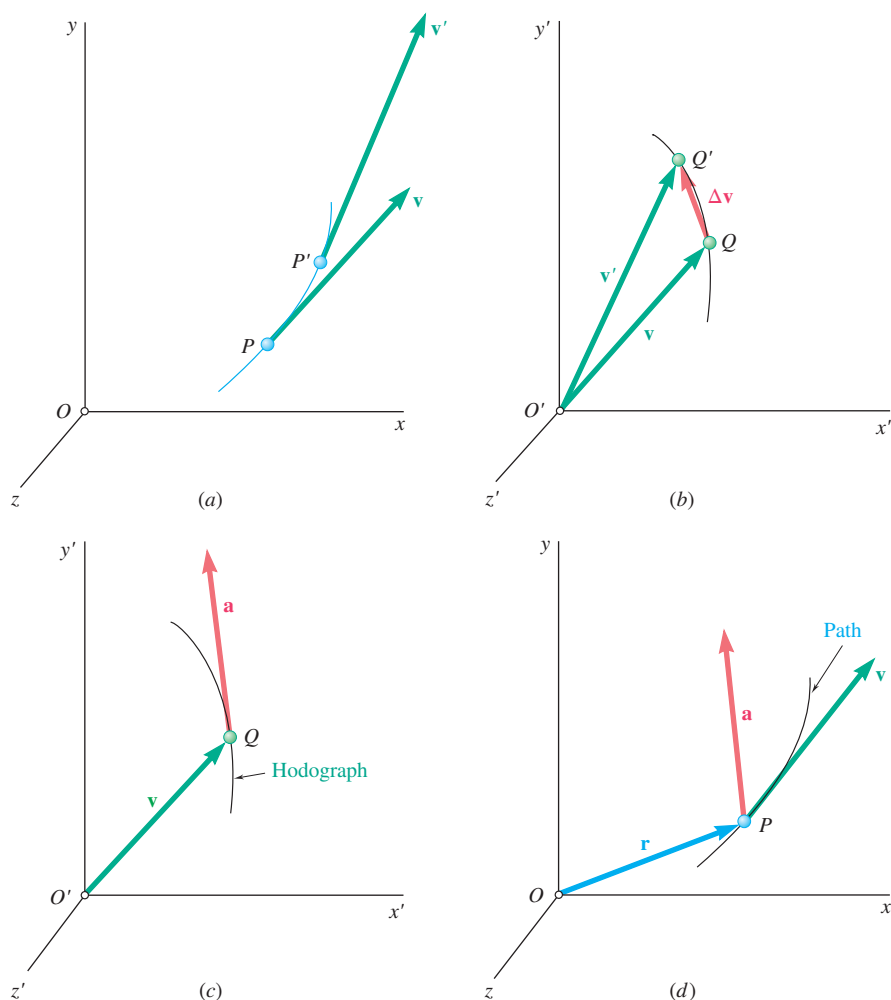 y
v'
v
P'
P
O
x
z
(a)
y'
Q'
Δv
Q
v'
v
O'
x'
z'
(b)
y'
a
Q
Hodograph
v
O'
x'
z'
(c)
y
Path
v
a
P
r
O
x
z
(d)